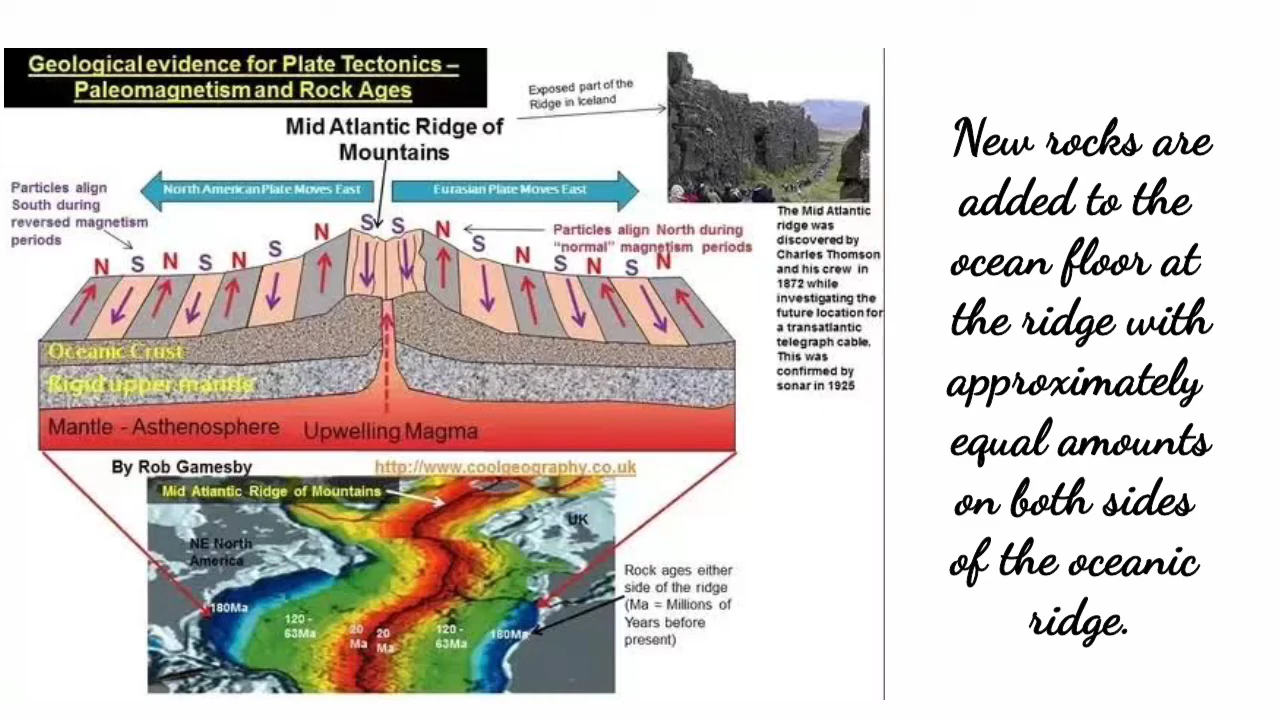 Geological evidence for Plate Tectonics –
Paleomagnetism and Rock Ages
Exposed part of the
Ridge in Iceland
Mid Atlantic Ridge of
Mountains
North American Plate Moves East
Eurasian Plate Moves East
Particles align
South during
reversed magnetism
periods
Particles align North during
"normal" magnetism periods
N S N S N S N S S N S N S N S N
Oceanic Crust
Rigid upper mantle
Mantle - Asthenosphere
Upwelling Magma
The Mid Atlantic
ridge was
discovered by
Charles Thomson
and his crew in
1872 while
investigating the
future location for
a transatlantic
telegraph cable.
This was
confirmed by
sonar in 1925
By Rob Gamesby
http://www.coolgeography.co.uk
Mid Atlantic Ridge of Mountains
UK
NE North
America
180Ma
120 -
63Ma
20
Ma
20
Ma
120 -
63Ma
180Ma
Rock ages either
side of the ridge
(Ma = Millions of
Years before
present)
New rocks are
added to the
ocean floor at
the ridge with
approximately
equal amounts
on both sides
of the oceanic
ridge.